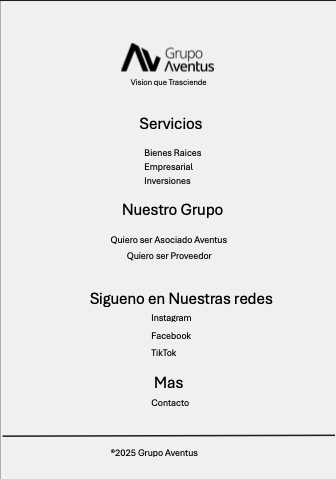 Grupo
Aventus
Vision que Trasciende
Servicios
Bienes Raices
Empresarial
Inversiones
Nuestro Grupo
Quiero ser Asociado Aventus
Quiero ser Proveedor
Sigueno en Nuestras redes
Instagram
Facebook
TikTok
Mas
Contacto
®2025 Grupo Aventus